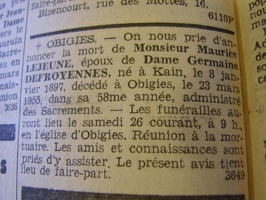 faire-part.
Bizencourt, rue des Mottes, 16.
6110F
† OBIGIES. — On nous prie d'an-
noncer la mort de Monsieur Maurice
LEJEUNE, époux de Dame Germaine
DEFROYENNES, né à Kain, le 8 jan-
vier 1897, décédé à Obigies, le 23 mars
1955, dans sa 58me année, administré
des Sacrements. — Les funérailles au-
ront lieu le samedi 26 courant, à 9 h.,
en l'église d'Obigies. Réunion à la mor-
tuaire. Les amis et connaissances sont
priés d'y assister. Le présent avis tient
lieu de faire-part.
3649